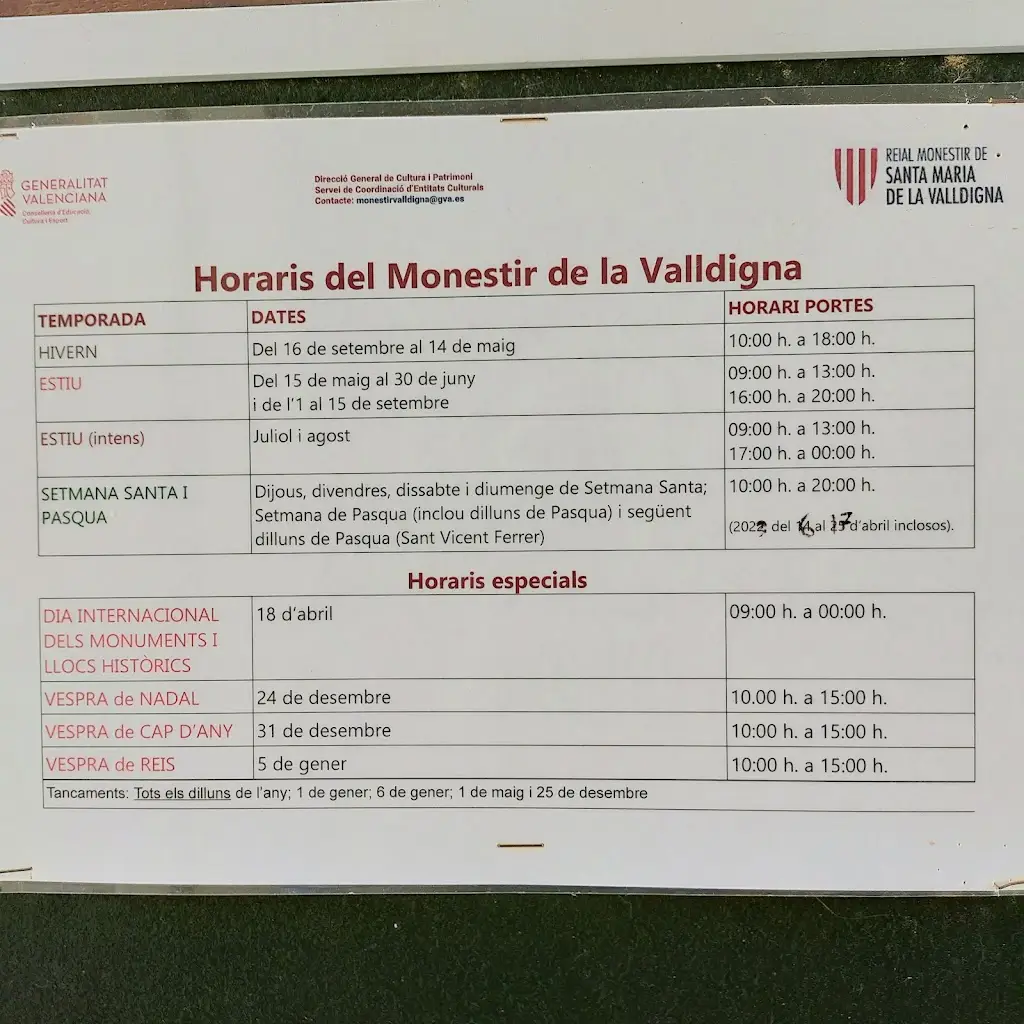 GENERALITAT
VALENCIANA
Conselleria d'Educació,
Cultura i Esport
Direcció General de Cultura i Patrimoni
Servei de Coordinació d'Entitats Culturals
Contacte: monestirvalldigna@gva.es
REIAL MONESTIR DE
SANTA MARIA
DE LA VALLDIGNA
Horaris del Monestir de la Valldigna
TEMPORADA DATES HORARI PORTES
HIVERN Del 16 de setembre al 14 de maig 10:00 h. a 18:00 h.
ESTIU Del 15 de maig al 30 de juny 09:00 h. a 13:00 h.
i de l'1 al 15 de setembre 16:00 h. a 20:00 h.
ESTIU (intens) Juliol i agost 09:00 h. a 13:00 h.
17:00 h. a 00:00 h.
SETMANA SANTA I Dijous, divendres, dissabte i diumenge de Setmana Santa; 10:00 h. a 20:00 h.
PASQUA Setmana de Pasqua (inclou dilluns de Pasqua) i següent
dilluns de Pasqua (Sant Vicent Ferrer) del 6 al 17 d'abril inclosos).
Horaris especials
DIA INTERNACIONAL 18 d'abril 09:00 h. a 00:00 h.
DELS MONUMENTS I
LLOCS HISTÒRICS
VESPRA de NADAL 24 de desembre 10.00 h. a 15:00 h.
VESPRA de CAP D'ANY 31 de desembre 10:00 h. a 15:00 h.
VESPRA de REIS 5 de gener 10:00 h. a 15:00 h.
Tancaments: Tots els dilluns de l'any; 1 de gener; 6 de gener; 1 de maig i 25 de desembre